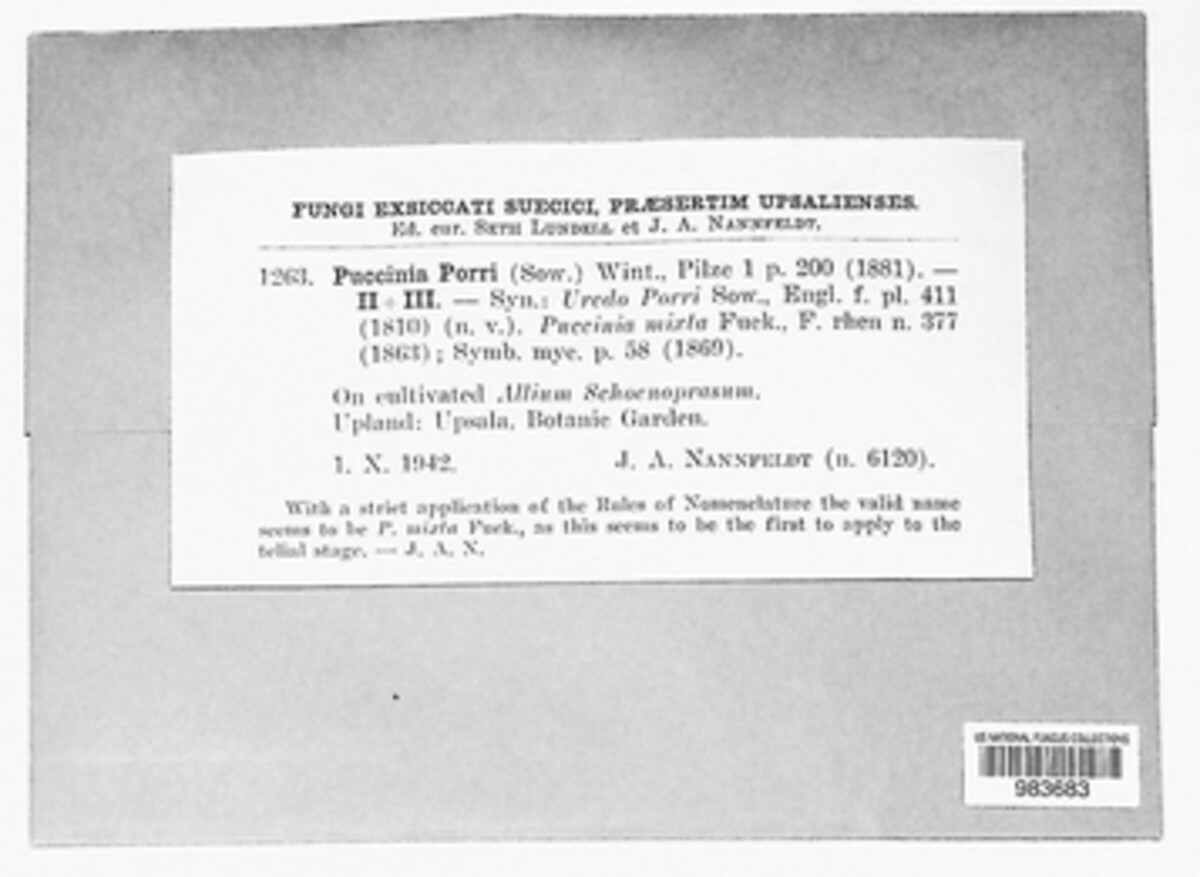 FUNGI EXSICCATI SUECICI, PRÆSERTIM UPSALIENSES.
Ed. cur. SETH LUNDELL et J. A. NANNFELDT.
1263. Puccinia Porri (Sow.) Wint., Pilze 1 p. 200 (1881). —
II + III. — Syn.: Uredo Porri Sow., Engl. f. pl. 411
(1810) (n. v.). Puccinia mixta Fuck., F. rhen n. 377
(1863); Symb. myc. p. 58 (1869).
On cultivated Allium Schoenoprasum.
Upland: Upsala, Botanic Garden.
1. X. 1942. J. A. NANNFELDT (n. 6120).
With a strict application of the Rules of Nomenclature the valid name
seems to be P. mixta Fuck., as this seems to be the first to apply to the
telial stage. — J. A. N.
US NATIONAL FUNGUS COLLECTIONS
983683